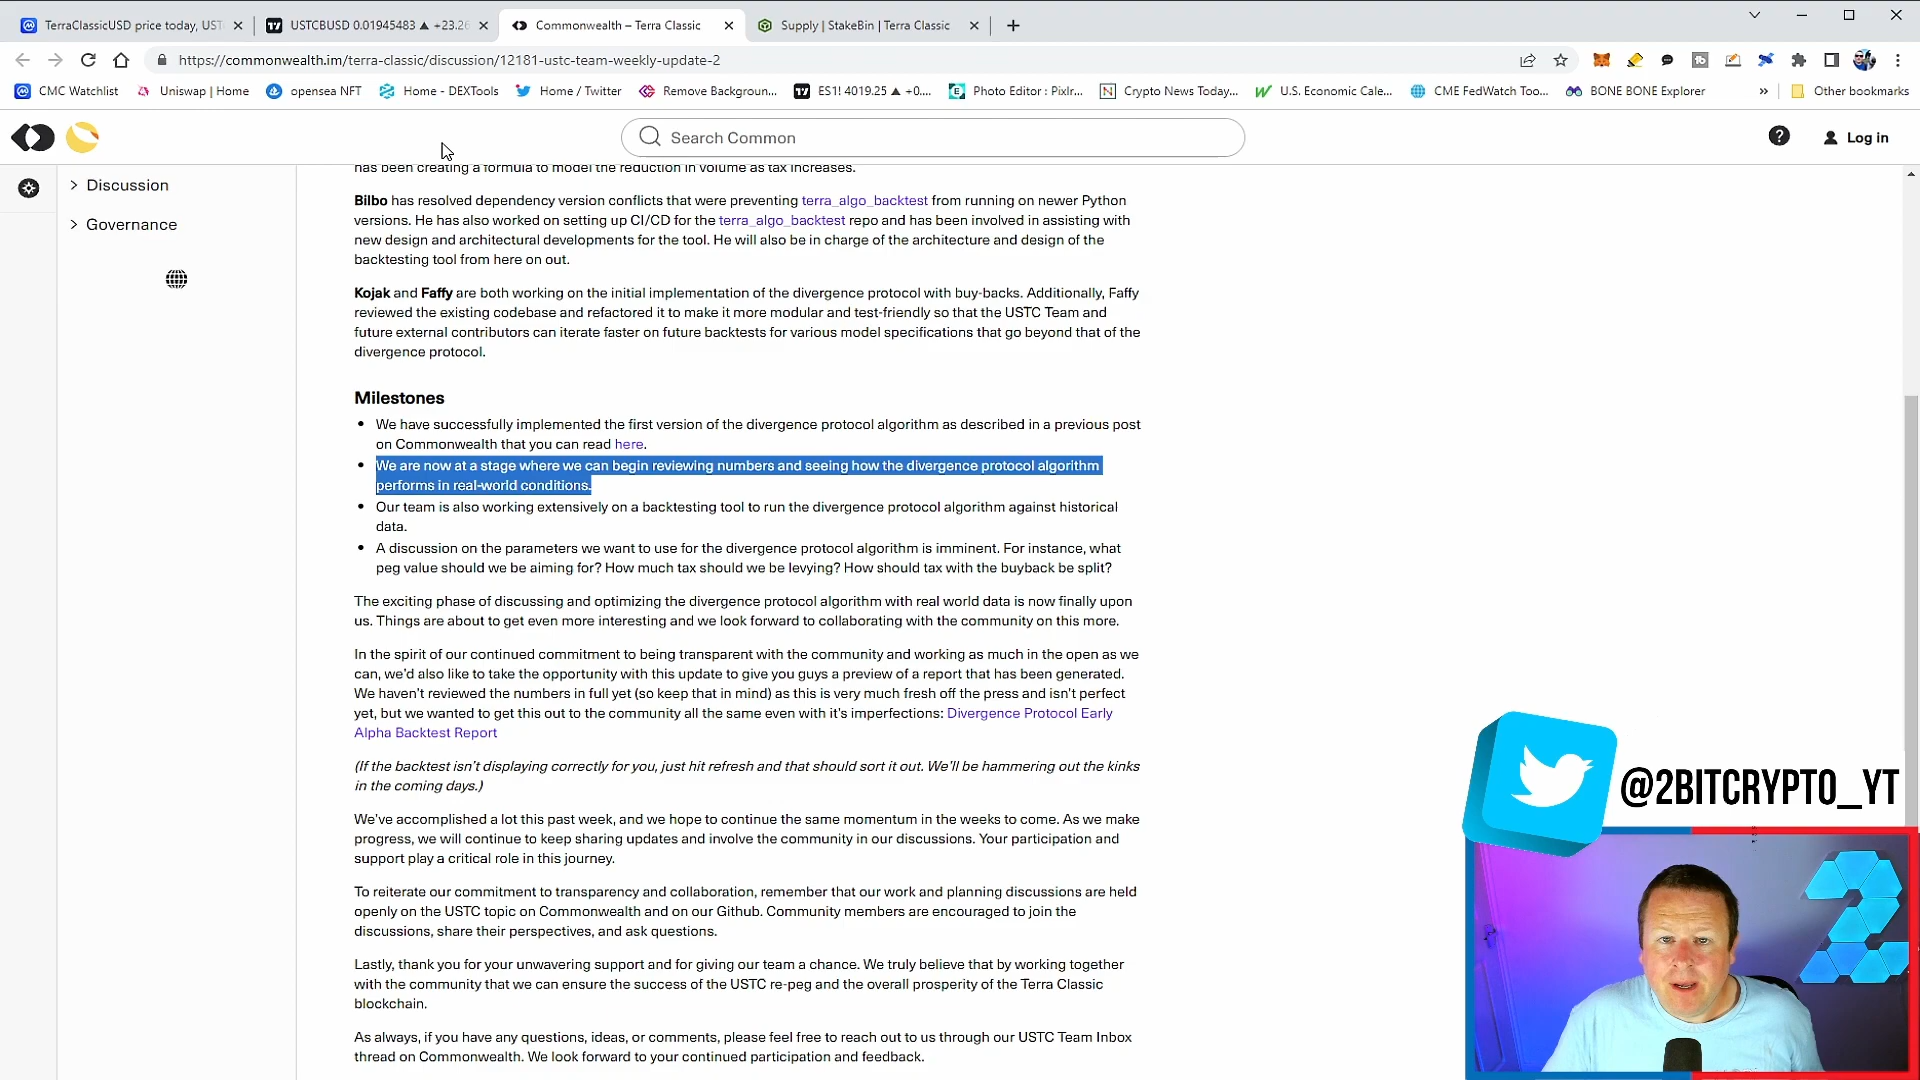 TerraClassicUSD price today, UST
USTCBUSD 0.01945483 ▲ +23.26
Commonwealth – Terra Classic
Supply | StakeBin | Terra Classic
https://commonwealth.im/terra-classic/discussion/12181-ustc-team-weekly-update-2
CMC Watchlist
Uniswap | Home
opensea NFT
Home - DEXTools
Home / Twitter
Remove Backgroun...
ES1! 4019.25 ▲ +0....
Photo Editor : Pixlr...
Crypto News Today...
U.S. Economic Cale...
CME FedWatch Too...
BONE BONE Explorer
»
Other bookmarks
Search Common
Log in
Discussion
Governance
has been creating a formula to model the reduction in volume as tax increases.
Bilbo has resolved dependency version conflicts that were preventing terra_algo_backtest from running on newer Python
versions. He has also worked on setting up CI/CD for the terra_algo_backtest repo and has been involved in assisting with
new design and architectural developments for the tool. He will also be in charge of the architecture and design of the
backtesting tool from here on out.
Kojak and Faffy are both working on the initial implementation of the divergence protocol with buy-backs. Additionally, Faffy
reviewed the existing codebase and refactored it to make it more modular and test-friendly so that the USTC Team and
future external contributors can iterate faster on future backtests for various model specifications that go beyond that of the
divergence protocol.
Milestones
• We have successfully implemented the first version of the divergence protocol algorithm as described in a previous post
on Commonwealth that you can read here.
• We are now at a stage where we can begin reviewing numbers and seeing how the divergence protocol algorithm
performs in real-world conditions.
• Our team is also working extensively on a backtesting tool to run the divergence protocol algorithm against historical
data.
• A discussion on the parameters we want to use for the divergence protocol algorithm is imminent. For instance, what
peg value should we be aiming for? How much tax should we be levying? How should tax with the buyback be split?
The exciting phase of discussing and optimizing the divergence protocol algorithm with real world data is now finally upon
us. Things are about to get even more interesting and we look forward to collaborating with the community on this more.
In the spirit of our continued commitment to being transparent with the community and working as much in the open as we
can, we'd also like to take the opportunity with this update to give you guys a preview of a report that has been generated.
We haven't reviewed the numbers in full yet (so keep that in mind) as this is very much fresh off the press and isn't perfect
yet, but we wanted to get this out to the community all the same even with it's imperfections: Divergence Protocol Early
Alpha Backtest Report
(If the backtest isn't displaying correctly for you, just hit refresh and that should sort it out. We'll be hammering out the kinks
in the coming days.)
We've accomplished a lot this past week, and we hope to continue the same momentum in the weeks to come. As we make
progress, we will continue to keep sharing updates and involve the community in our discussions. Your participation and
support play a critical role in this journey.
To reiterate our commitment to transparency and collaboration, remember that our work and planning discussions are held
openly on the USTC topic on Commonwealth and on our Github. Community members are encouraged to join the
discussions, share their perspectives, and ask questions.
Lastly, thank you for your unwavering support and for giving our team a chance. We truly believe that by working together
with the community that we can ensure the success of the USTC re-peg and the overall prosperity of the Terra Classic
blockchain.
As always, if you have any questions, ideas, or comments, please feel free to reach out to us through our USTC Team Inbox
thread on Commonwealth. We look forward to your continued participation and feedback.
@2BITCRYPTO_YT
2